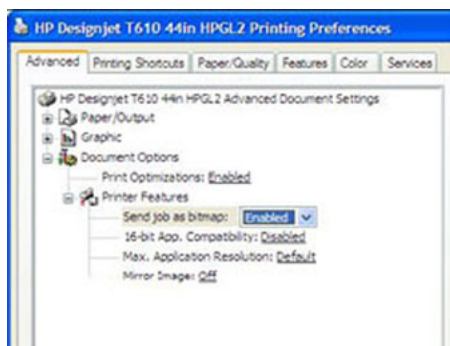 HP Designjet T610 44in HPGL2 Printing Preferences
Advanced Printing Shortcuts Paper/Quality Features Color Services
HP Designjet T610 44in HPGL2 Advanced Document Settings
Paper/Output
Graphic
Document Options
Print Optimizations: Enabled
Printer Features
Send job as bitmap: Enabled
16-bit App. Compatibility: Disabled
Max. Application Resolution: Default
Mirror Image: Off